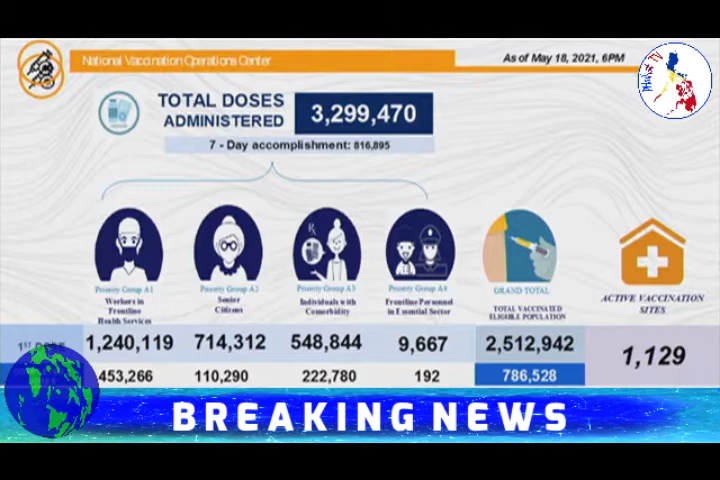 National Vaccination Operations Center
As of May 18, 2021, 6PM
TOTAL DOSES
ADMINISTERED
3,299,470
7 - Day accomplishment: 816,895
Priority Group A1
Workers in
Frontline
Health Services
Priority Group A2
Senior
Citizens
Priority Group A3
Individuals with
Comorbidity
Priority Group A4
Frontline Personnel
in Essential Sector
GRAND TOTAL
TOTAL VACCINATED
ELIGIBLE POPULATION
ACTIVE VACCINATION
SITES
1ST
1,240,119
714,312
548,844
9,667
2,512,942
1,129
453,266
110,290
222,780
192
786,528
BREAKING NEWS